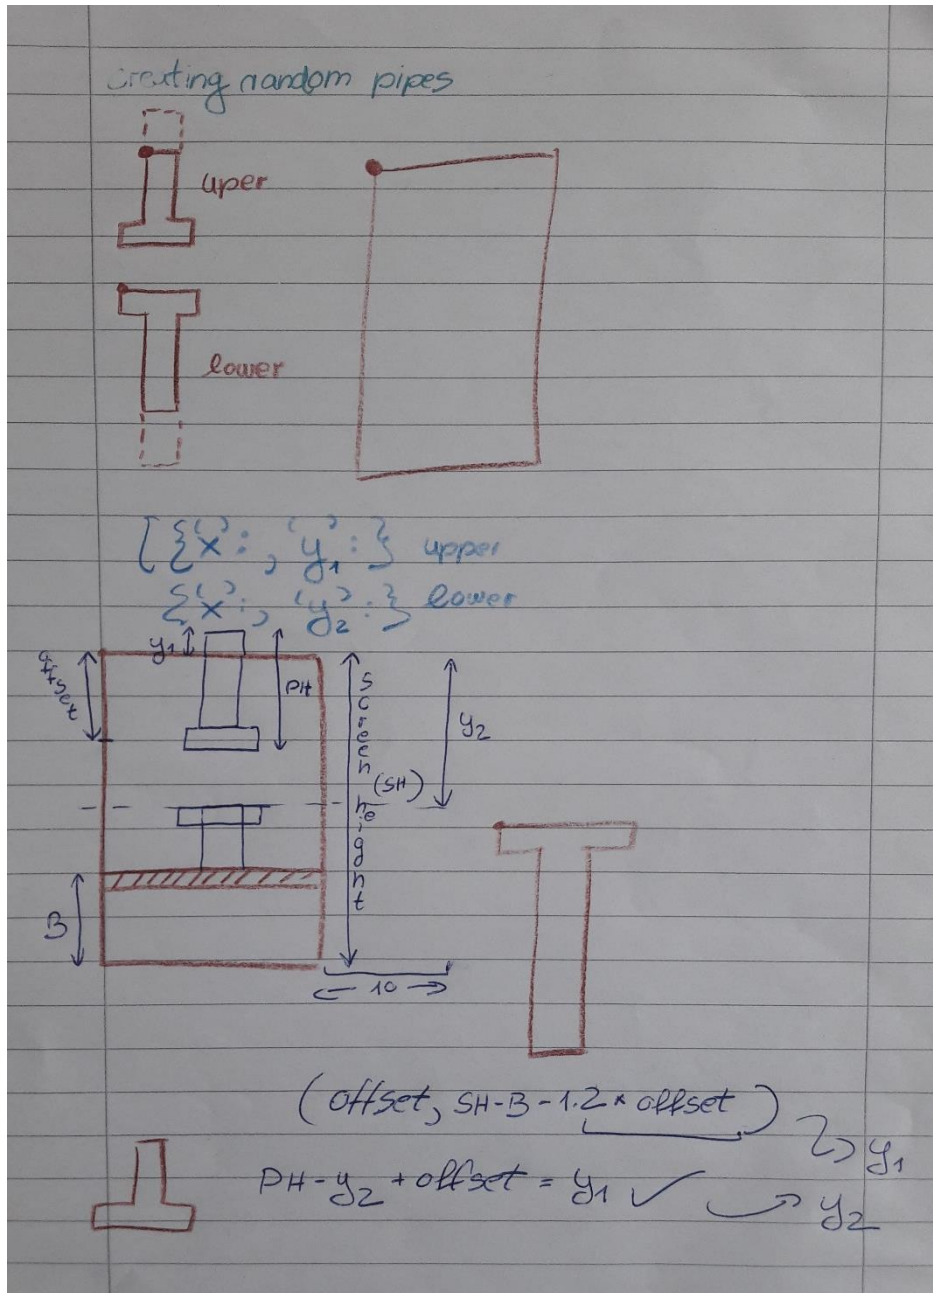 creating random pipes
uper
lower
[{'x':, 'y1':} upper
{'x':, 'y2':} lower
y1
offset
PH
Screen height
(SH)
y2
B
10
(offset, SH-B-1.2 * offset)
y1
PH - y2 + offset = y1 ✓
y2